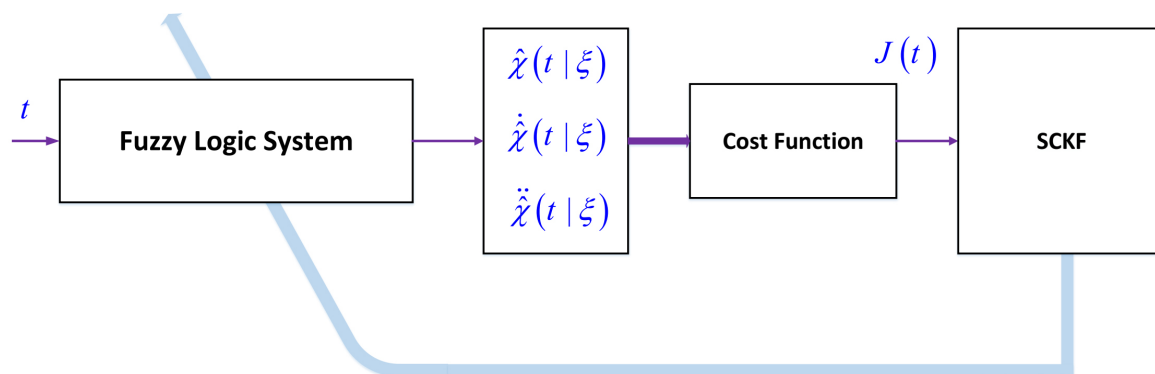 t
Fuzzy Logic System
χ̂(t | ξ)
χ̂̇(t | ξ)
χ̂̈(t | ξ)
Cost Function
J(t)
SCKF